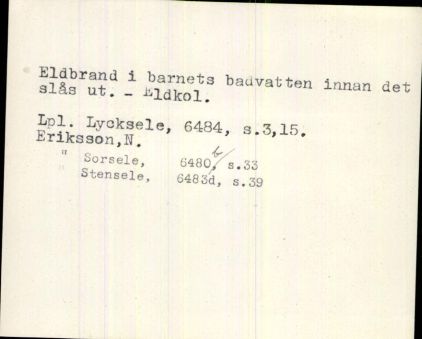 Eldbrand i barnets badvatten innan det
slås ut. - Eldkol.
Lpl. Lycksele, 6484, s.3,15.
Eriksson,N.
" Sorsele, 6480b, s.33
" Stensele, 6483d, s.39